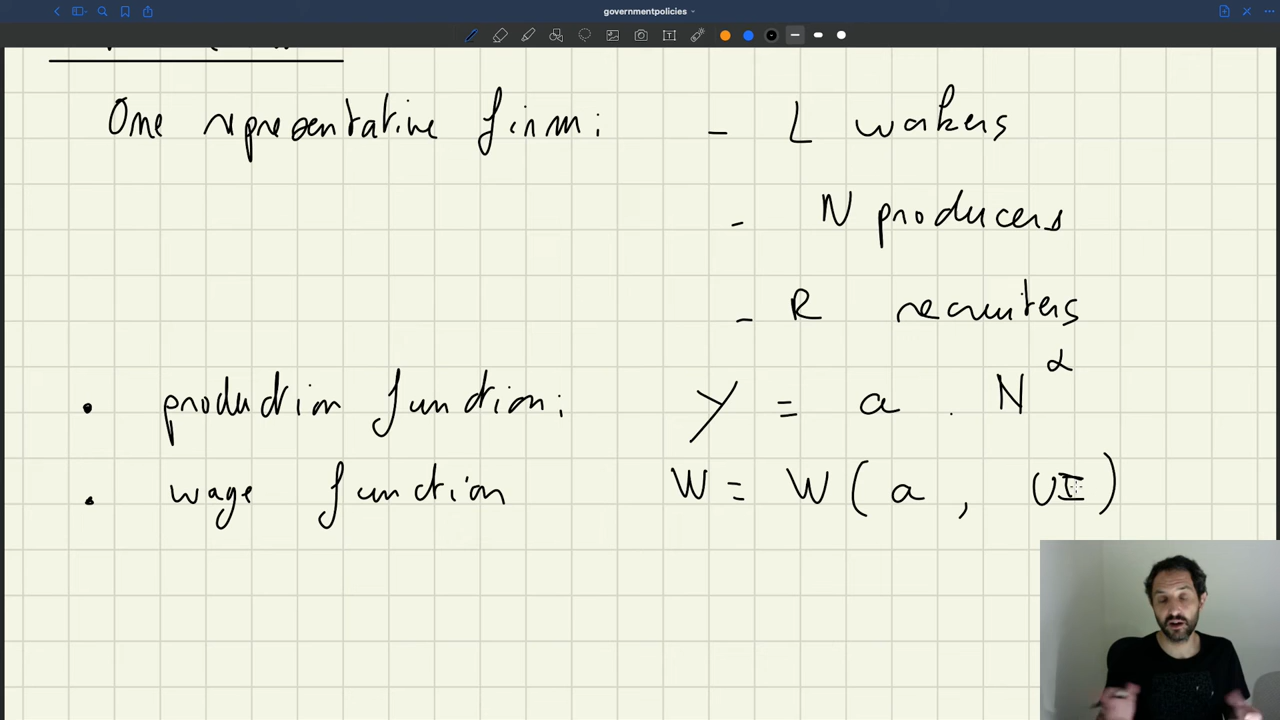 governmentpolicies
One representative firm: - L workers
- N producers
- R recruiters
• production function: Y = a . N^α
• wage function W = W(a, UI)